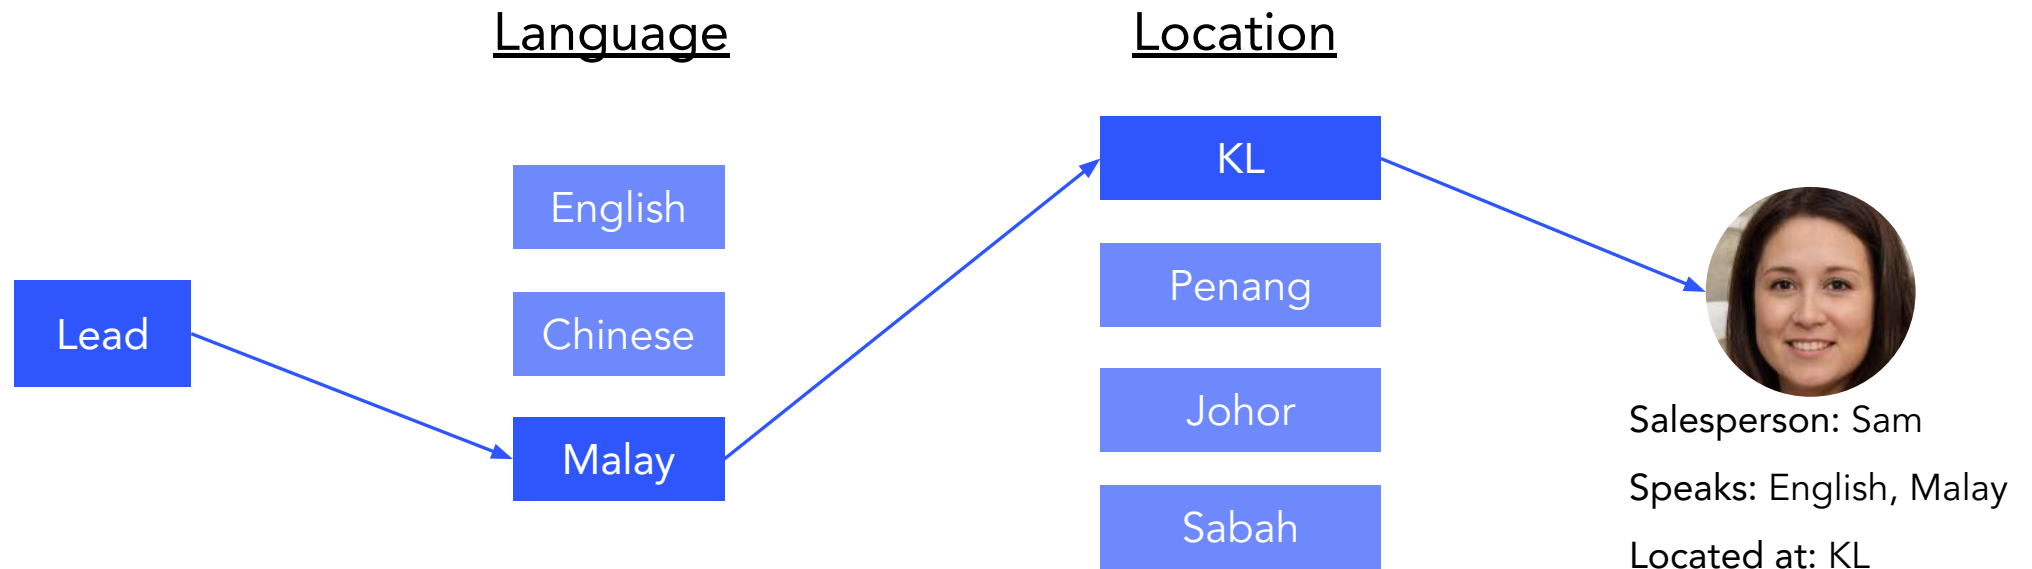 Language
Location
Lead
English
Chinese
Malay
KL
Penang
Johor
Sabah
Salesperson: Sam
Speaks: English, Malay
Located at: KL